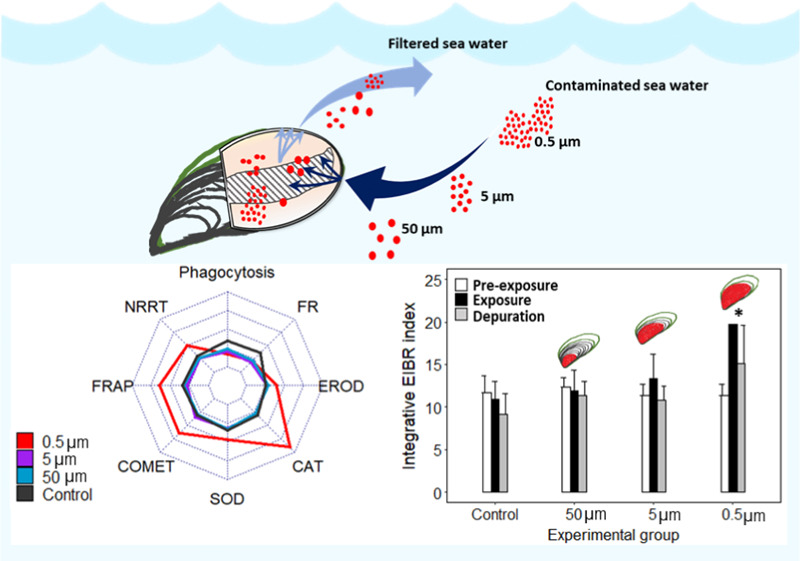 Filtered sea water
Contaminated sea water
0.5 µm
5 µm
50 µm
Phagocytosis
NRRT
FR
FRAP
EROD
COMET
CAT
SOD
0.5 µm
5 µm
50 µm
Control
Integrative EIBR index
25
20
15
10
5
0
Pre-exposure
Exposure
Depuration
*
Control
50 µm
5 µm
0.5 µm
Experimental group